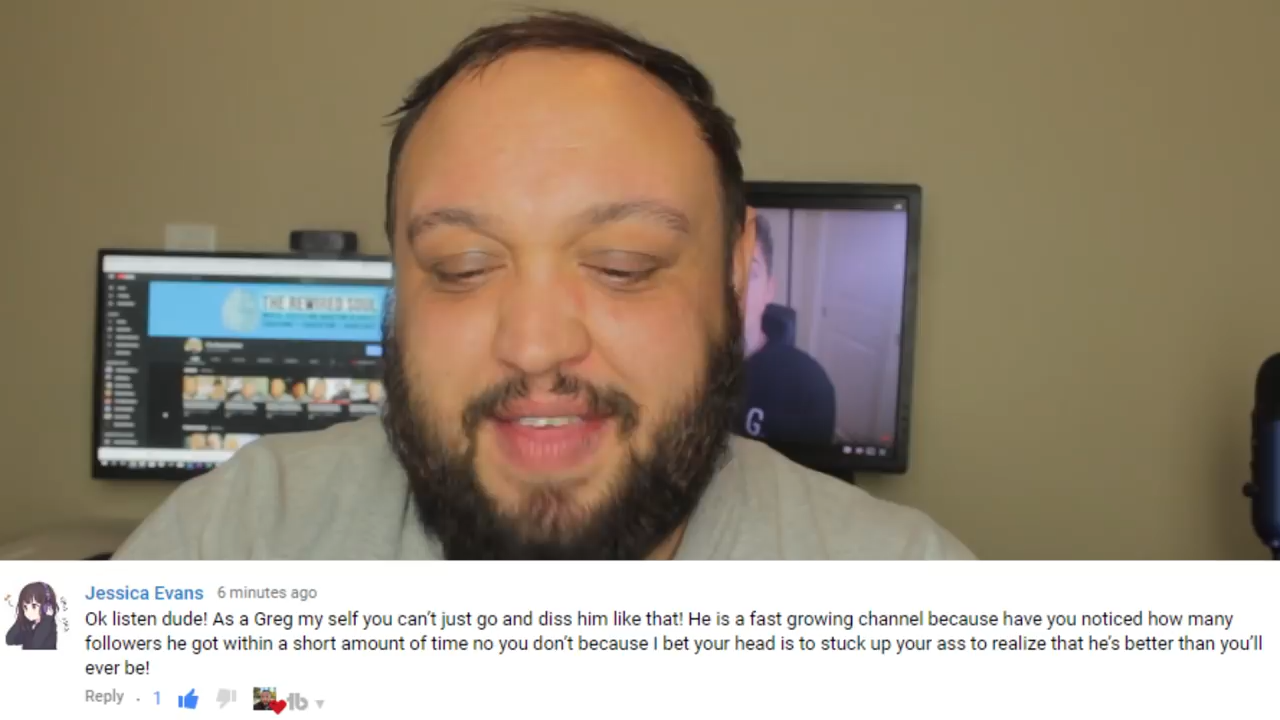 THE REWIRED SOUL
G.
Jessica Evans 6 minutes ago
Ok listen dude! As a Greg my self you can't just go and diss him like that! He is a fast growing channel because have you noticed how many
followers he got within a short amount of time no you don't because I bet your head is to stuck up your ass to realize that he's better than you'll
ever be!
Reply · 1 tb